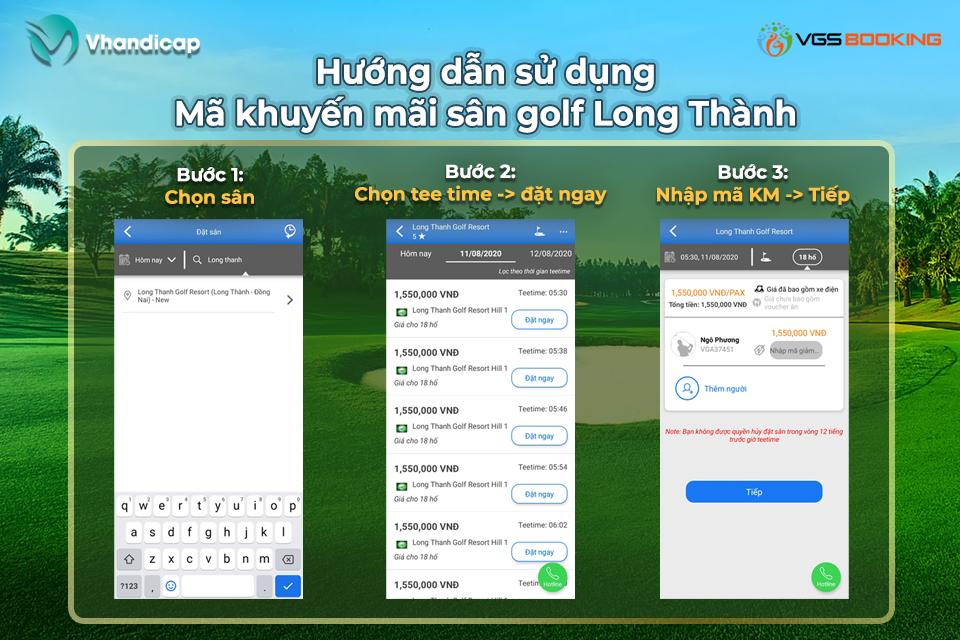 Vhandicap
VGS BOOKING
Hướng dẫn sử dụng
Mã khuyến mãi sân golf Long Thành
Bước 1:
Chọn sân
Đặt sân
Hôm nay
Long thanh
Long Thanh Golf Resort (Long Thành - Đồng
Nai) - New
q w e r t y u i o p
a s d f g h j k l
z x c v b n m
?123 , .
Bước 2:
Chọn tee time -> đặt ngay
Long Thanh Golf Resort
5 ★
Hôm nay 11/08/2020 12/08/2020
Lọc theo thời gian teetime
1,550,000 VNĐ Teetime: 05:30
Long Thanh Golf Resort Hill 1
Giá cho 18 hố Đặt ngay
1,550,000 VNĐ Teetime: 05:38
Long Thanh Golf Resort Hill 1
Giá cho 18 hố Đặt ngay
1,550,000 VNĐ Teetime: 05:46
Long Thanh Golf Resort Hill 1
Giá cho 18 hố Đặt ngay
1,550,000 VNĐ Teetime: 05:54
Long Thanh Golf Resort Hill 1
Giá cho 18 hố Đặt ngay
1,550,000 VNĐ Teetime: 06:02
Long Thanh Golf Resort Hill 1
Giá cho 18 hố Đặt ngay
1,550,000 VNĐ
Hotline
Bước 3:
Nhập mã KM -> Tiếp
Long Thanh Golf Resort
05:30, 11/08/2020 18 hố
1,550,000 VNĐ/PAX Giá đã bao gồm xe điện
Tổng tiền: 1,550,000 VNĐ Giá chưa bao gồm
voucher ăn
1,550,000 VNĐ
Ngô Phương
VGA37451 Nhập mã giảm...
Thêm người
Note: Bạn không được quyền hủy đặt sân trong vòng 12 tiếng
trước giờ teetime
Tiếp
Hotline